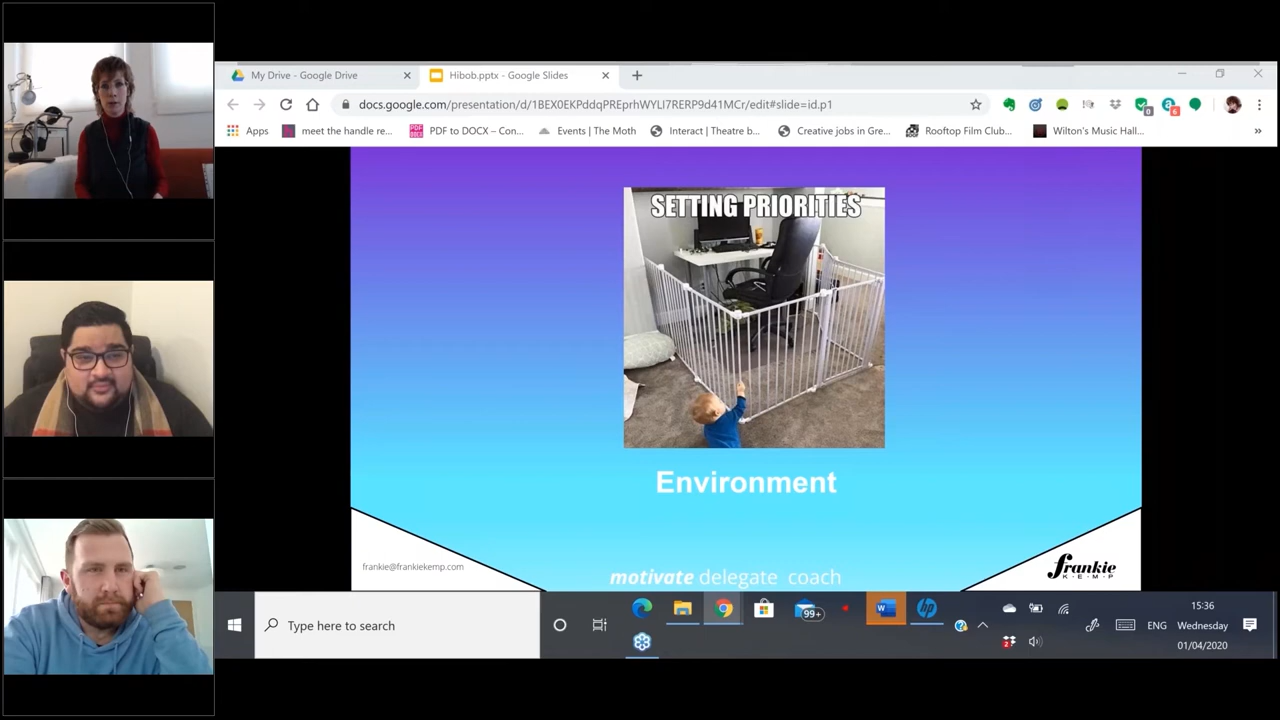 My Drive - Google Drive
Hibob.pptx - Google Slides
docs.google.com/presentation/d/1BEX0EKPddqPREprhWYLI7RERP9d41MCr/edit#slide=id.p1
Apps
meet the handle re...
PDF to DOCX – Con...
Events | The Moth
Interact | Theatre b...
Creative jobs in Gre...
Rooftop Film Club...
Wilton's Music Hall...
»
SETTING PRIORITIES
Environment
frankie@frankiekemp.com
motivate delegate coach
frankie
KEMP
Type here to search
99+
ENG
15:36
Wednesday
01/04/2020